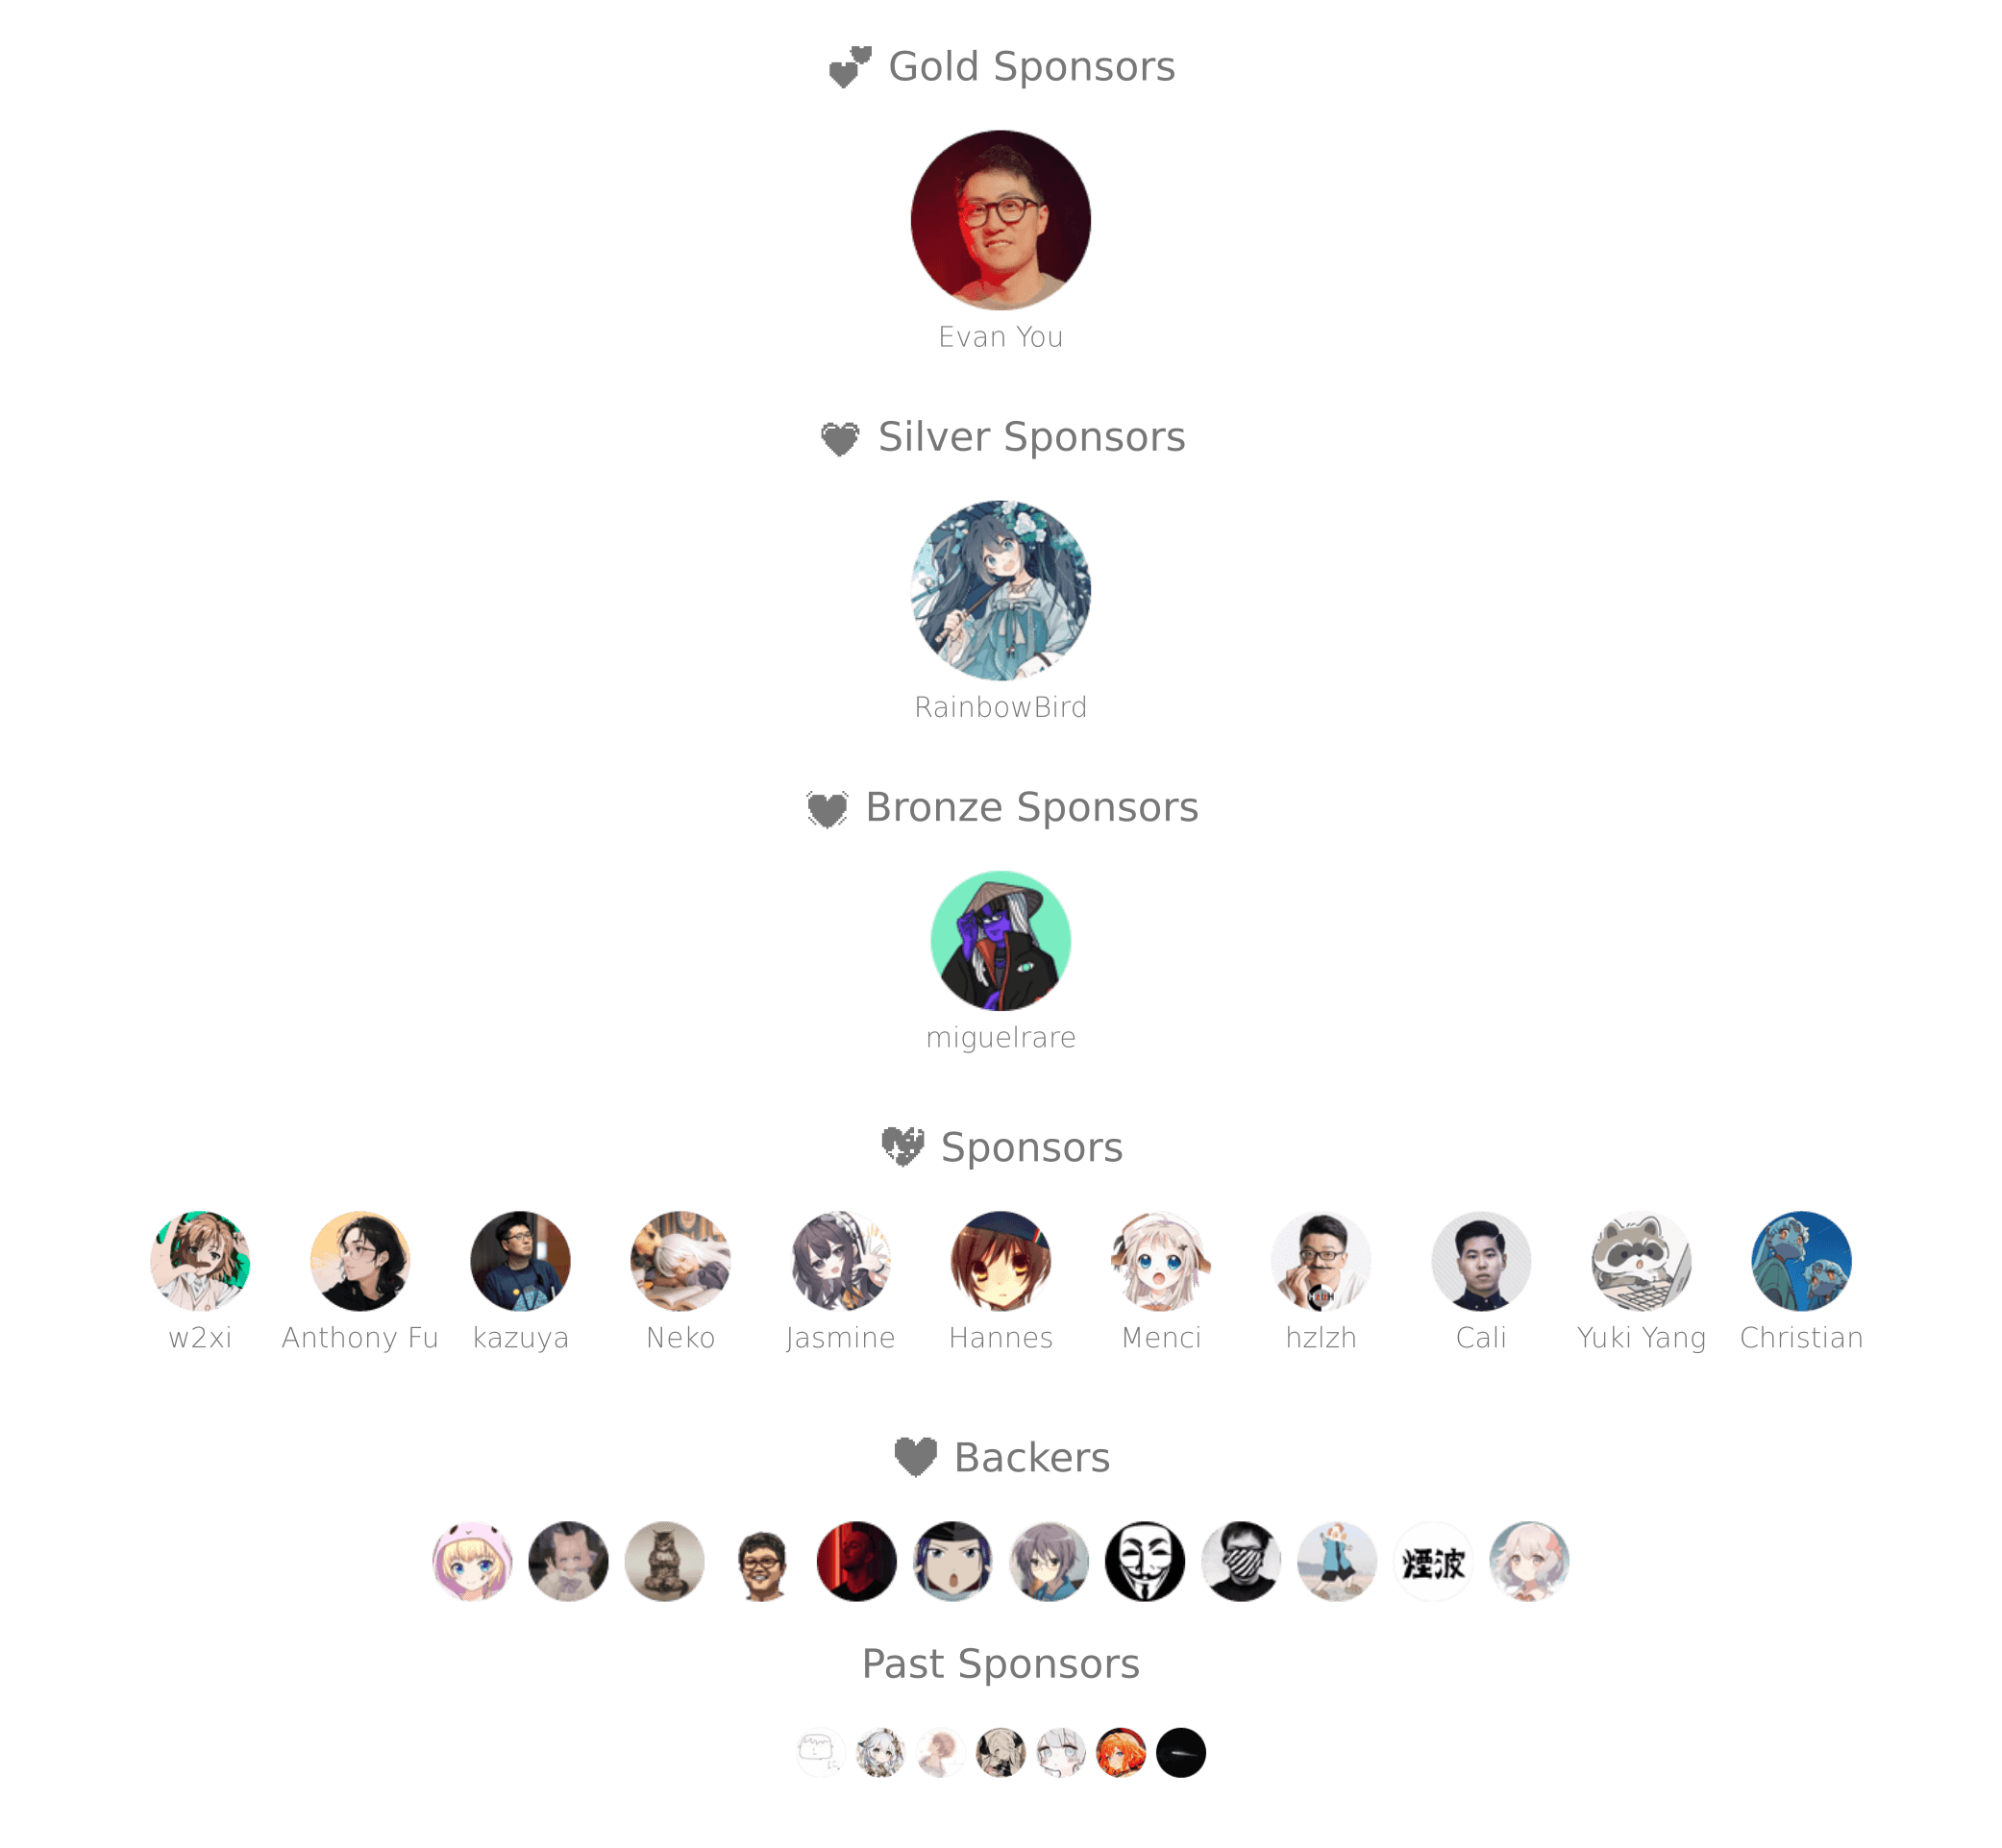 Gold Sponsors
Evan You
Silver Sponsors
RainbowBird
Bronze Sponsors
miguelrare
Sponsors
w2xi Anthony Fu kazuya Neko Jasmine Hannes Menci hzlzh Cali Yuki Yang Christian
Backers
煙波
Past Sponsors